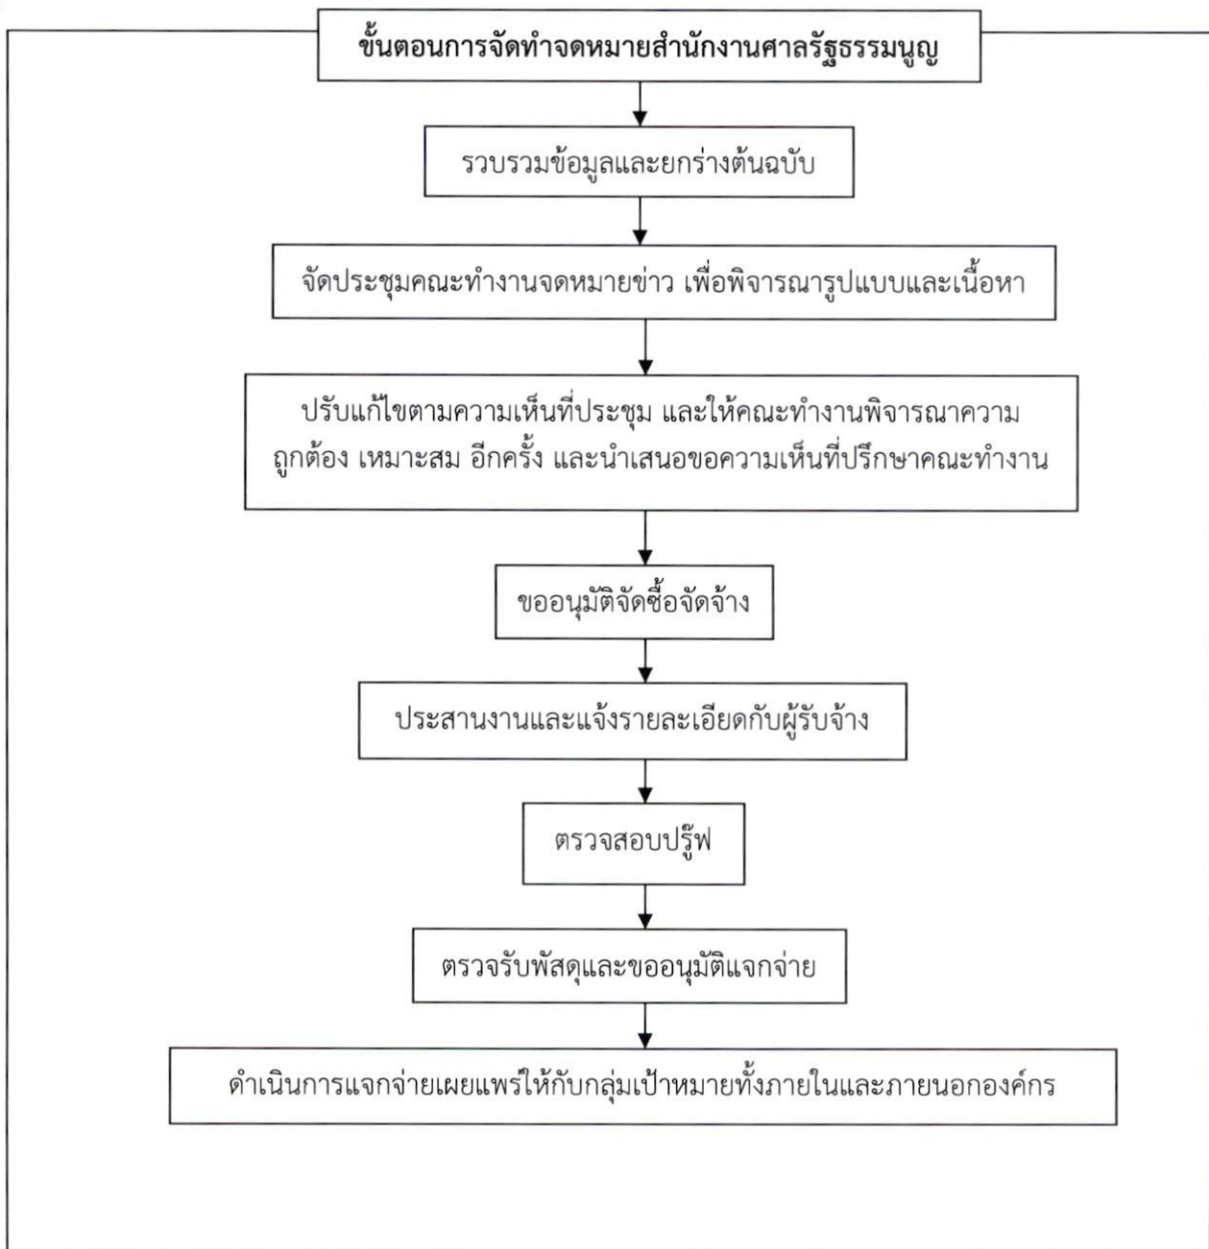 ขั้นตอนการจัดทำจดหมายสำนักงานศาลรัฐธรรมนูญ
รวบรวมข้อมูลและยกร่างต้นฉบับ
จัดประชุมคณะทำงานจดหมายข่าว เพื่อพิจารณารูปแบบและเนื้อหา
ปรับแก้ไขตามความเห็นที่ประชุม และให้คณะทำงานพิจารณาความ
ถูกต้อง เหมาะสม อีกครั้ง และนำเสนอขอความเห็นที่ปรึกษาคณะทำงาน
ขออนุมัติจัดซื้อจัดจ้าง
ประสานงานและแจ้งรายละเอียดกับผู้รับจ้าง
ตรวจสอบปรู๊ฟ
ตรวจรับพัสดุและขออนุมัติแจกจ่าย
ดำเนินการแจกจ่ายเผยแพร่ให้กับกลุ่มเป้าหมายทั้งภายในและภายนอกองค์กร